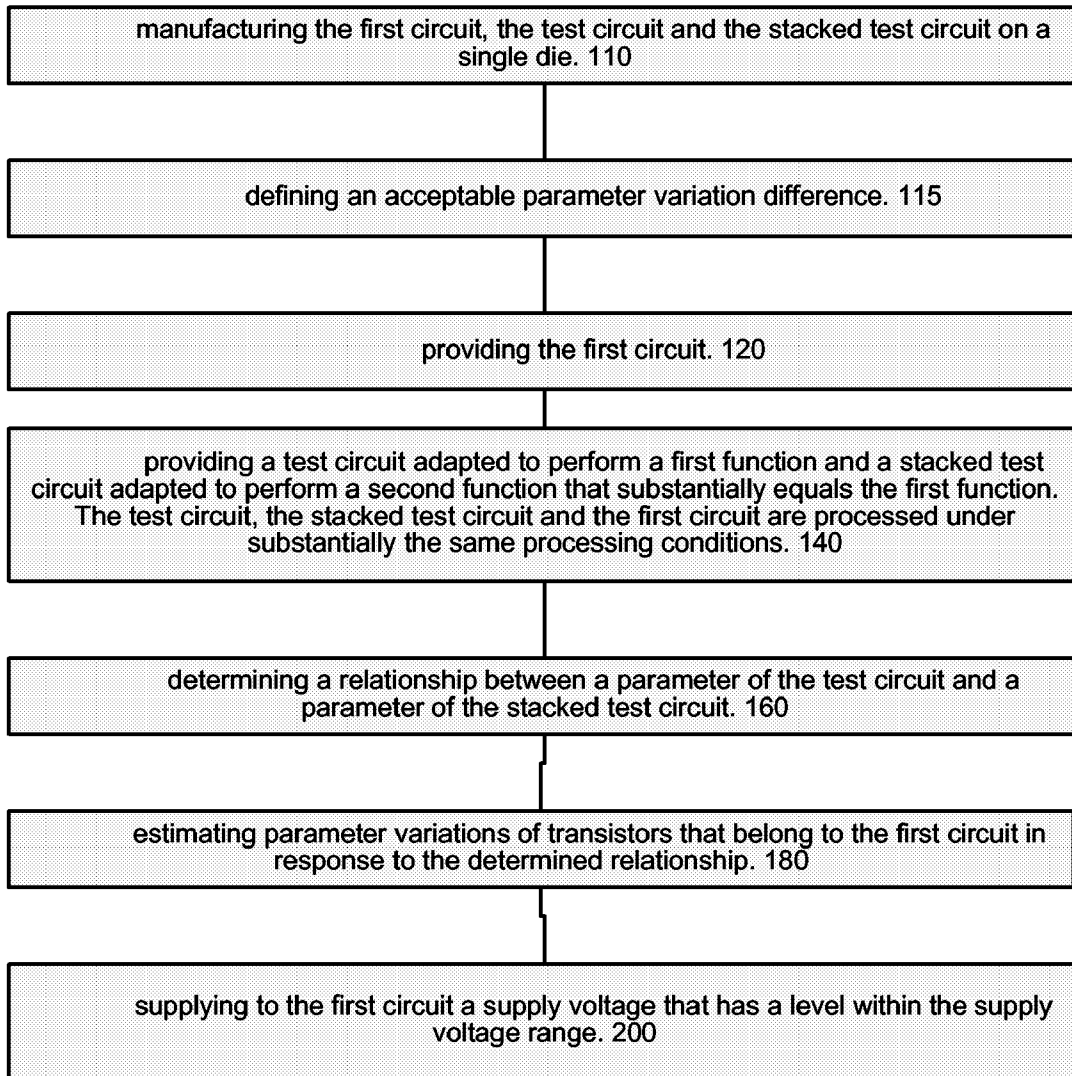 manufacturing the first circuit, the test circuit and the stacked test circuit on a
single die. 110
defining an acceptable parameter variation difference. 115
providing the first circuit. 120
providing a test circuit adapted to perform a first function and a stacked test
circuit adapted to perform a second function that substantially equals the first function.
The test circuit, the stacked test circuit and the first circuit are processed under
substantially the same processing conditions. 140
determining a relationship between a parameter of the test circuit and a
parameter of the stacked test circuit. 160
estimating parameter variations of transistors that belong to the first circuit in
response to the determined relationship. 180
supplying to the first circuit a supply voltage that has a level within the supply
voltage range. 200